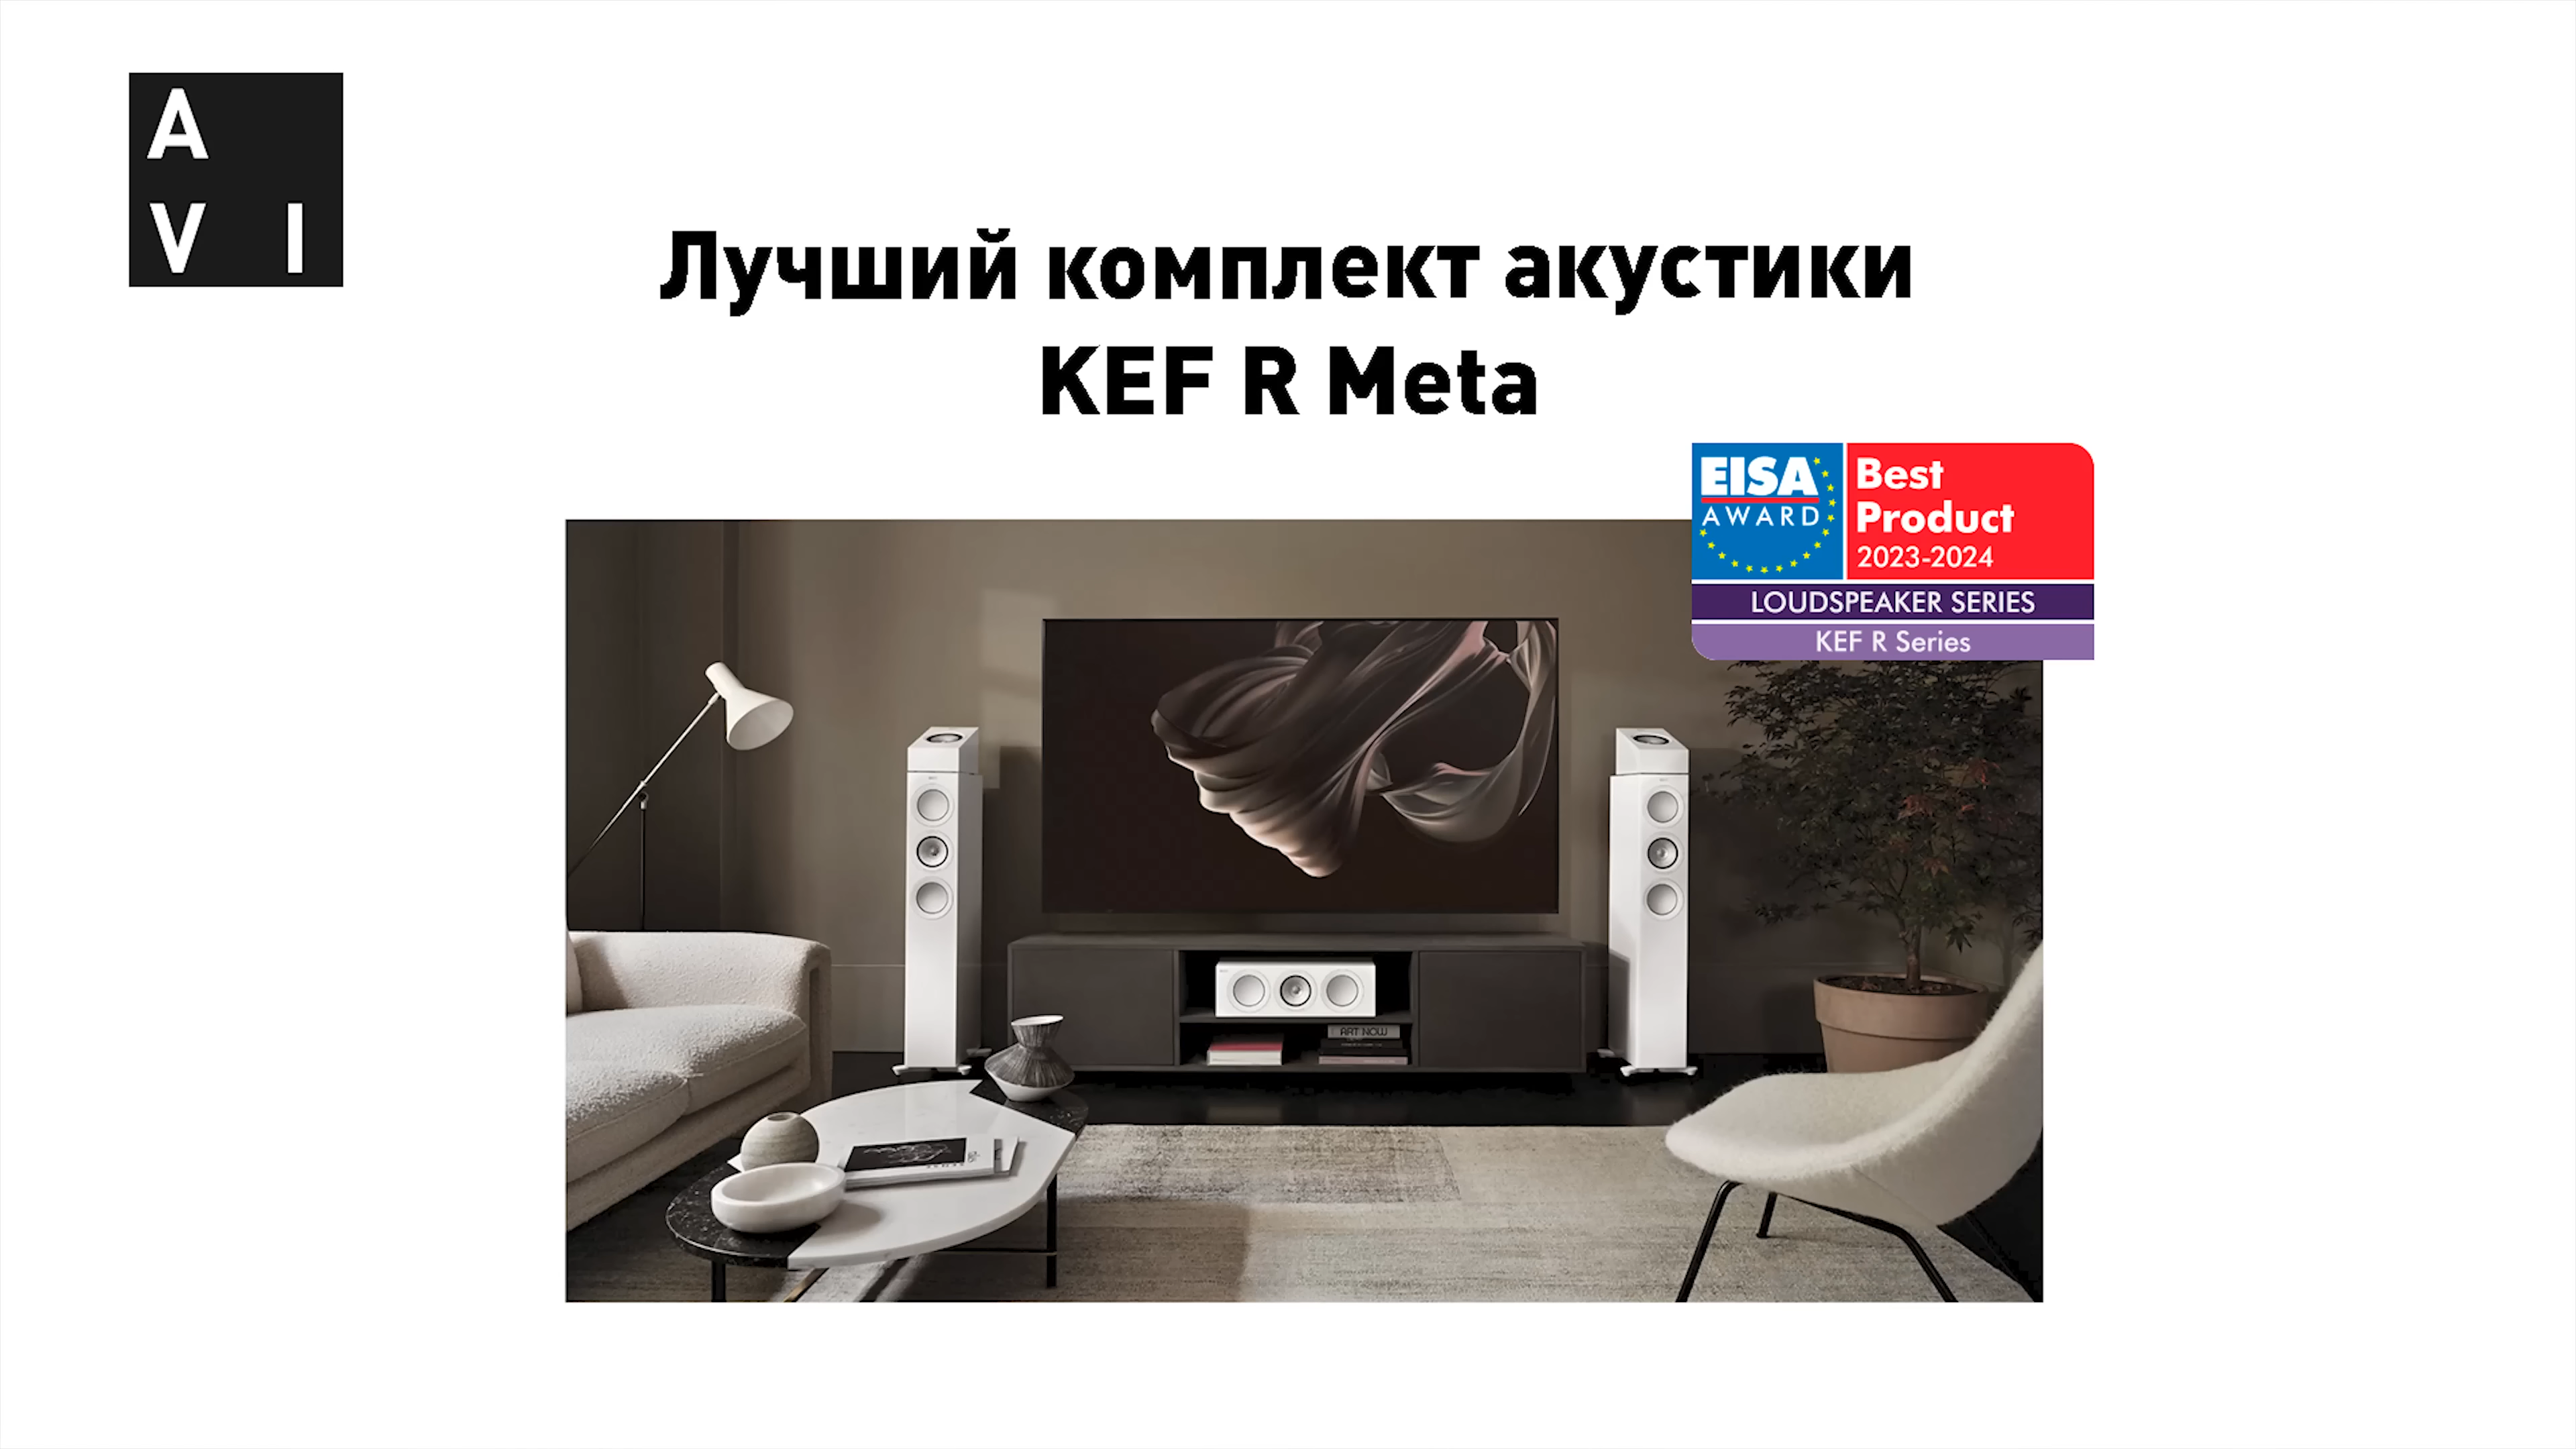 A
V I
Лучший комплект акустики
KEF R Meta
EISA
AWARD
Best
Product
2023-2024
LOUDSPEAKER SERIES
KEF R Series
ART NOW